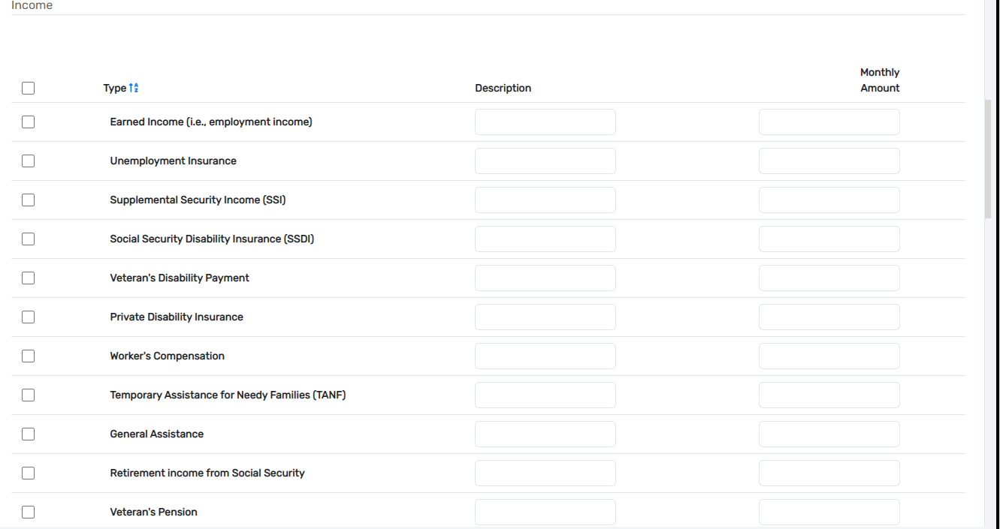 Income
Type
Description
Monthly
Amount
Earned Income (i.e., employment income)
Unemployment Insurance
Supplemental Security Income (SSI)
Social Security Disability Insurance (SSDI)
Veteran's Disability Payment
Private Disability Insurance
Worker's Compensation
Temporary Assistance for Needy Families (TANF)
General Assistance
Retirement income from Social Security
Veteran's Pension